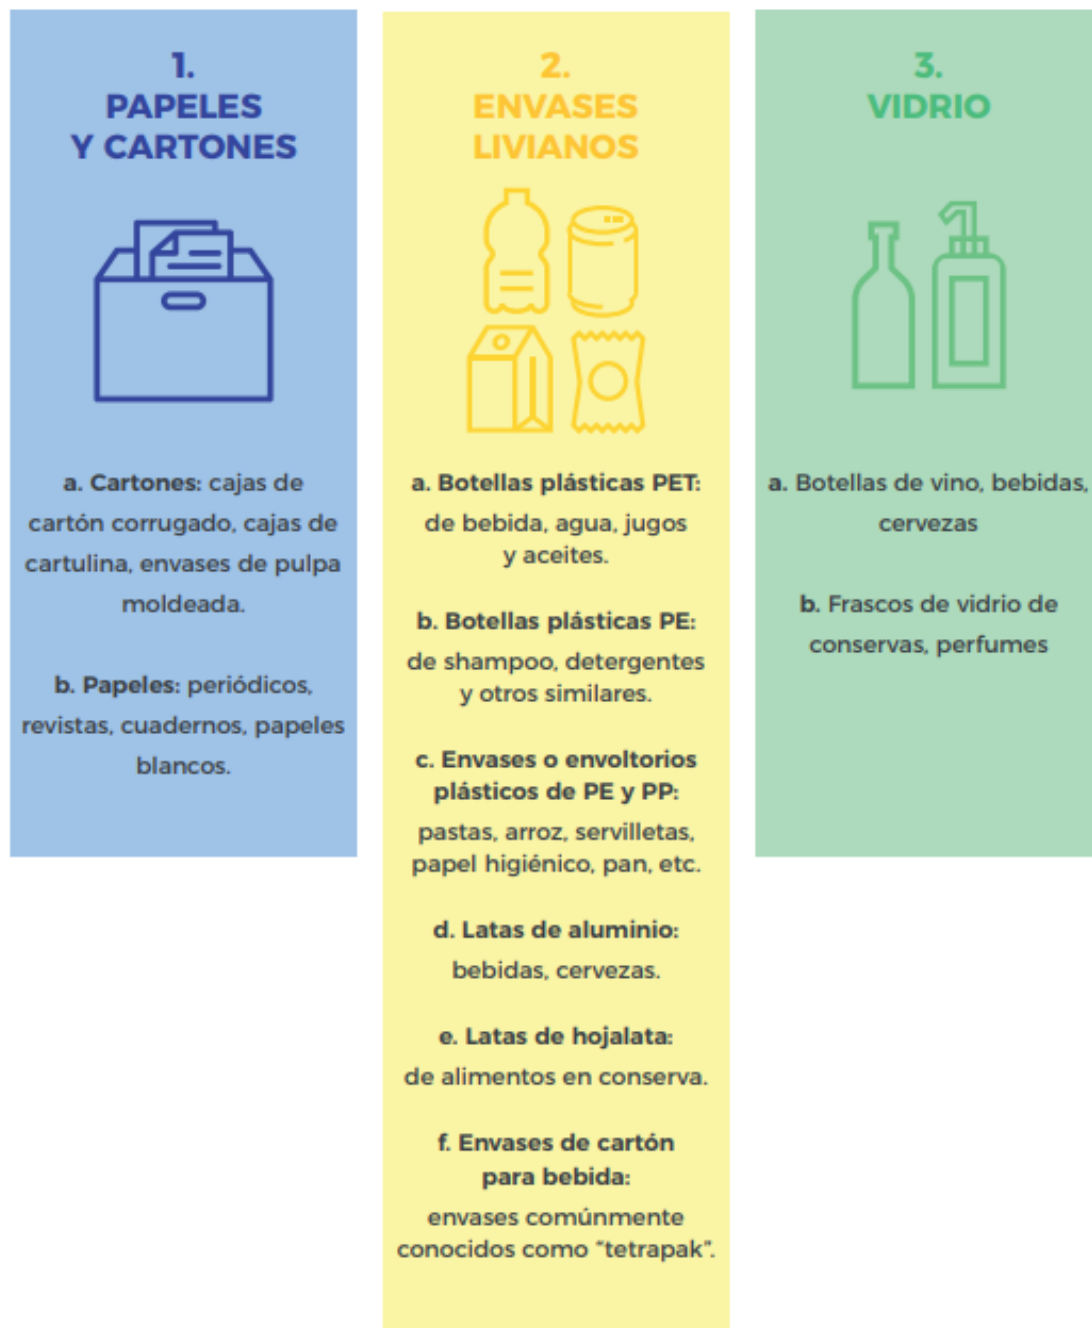 1.
PAPELES
Y CARTONES
a. Cartones: cajas de
cartón corrugado, cajas de
cartulina, envases de pulpa
moldeada.
b. Papeles: periódicos,
revistas, cuadernos, papeles
blancos.
2.
ENVASES
LIVIANOS
a. Botellas plásticas PET:
de bebida, agua, jugos
y aceites.
b. Botellas plásticas PE:
de shampoo, detergentes
y otros similares.
c. Envases o envoltorios
plásticos de PE y PP:
pastas, arroz, servilletas,
papel higiénico, pan, etc.
d. Latas de aluminio:
bebidas, cervezas.
e. Latas de hojalata:
de alimentos en conserva.
f. Envases de cartón
para bebida:
envases comúnmente
conocidos como “tetrapak”.
3.
VIDRIO
a. Botellas de vino, bebidas,
cervezas
b. Frascos de vidrio de
conservas, perfumes